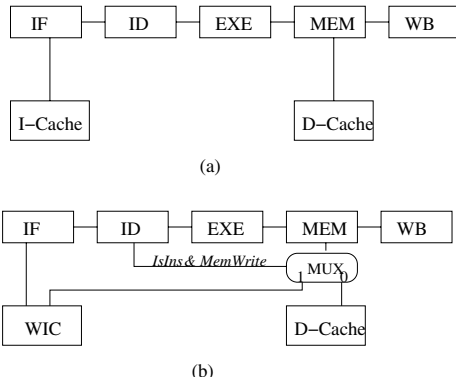 IF ID EXE MEM WB
I−Cache D−Cache
(a)
IF ID EXE MEM WB
IsIns & MemWrite
MUX
1 0
WIC D−Cache
(b)